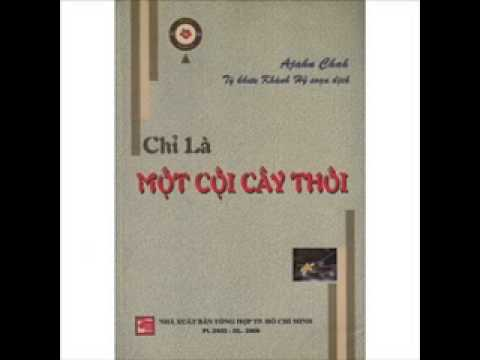 Ajahn Chah
Tỳ khưu Khánh Hỷ soạn dịch
Chỉ Là
MỘT CỘI CÂY THÔI
NHÀ XUẤT BẢN TỔNG HỢP TP. HỒ CHÍ MINH